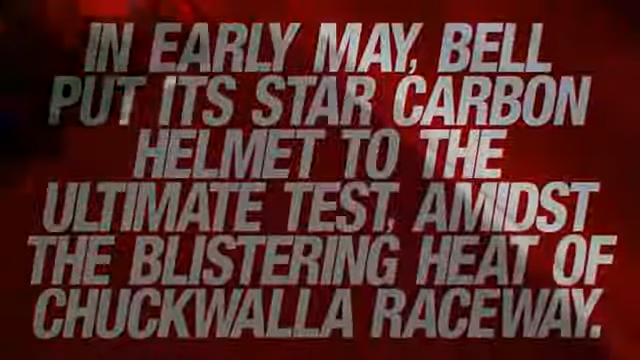 IN EARLY MAY, BELL
PUT ITS STAR CARBON
HELMET TO THE
ULTIMATE TEST, AMIDST
THE BLISTERING HEAT OF
CHUCKWALLA RACEWAY.